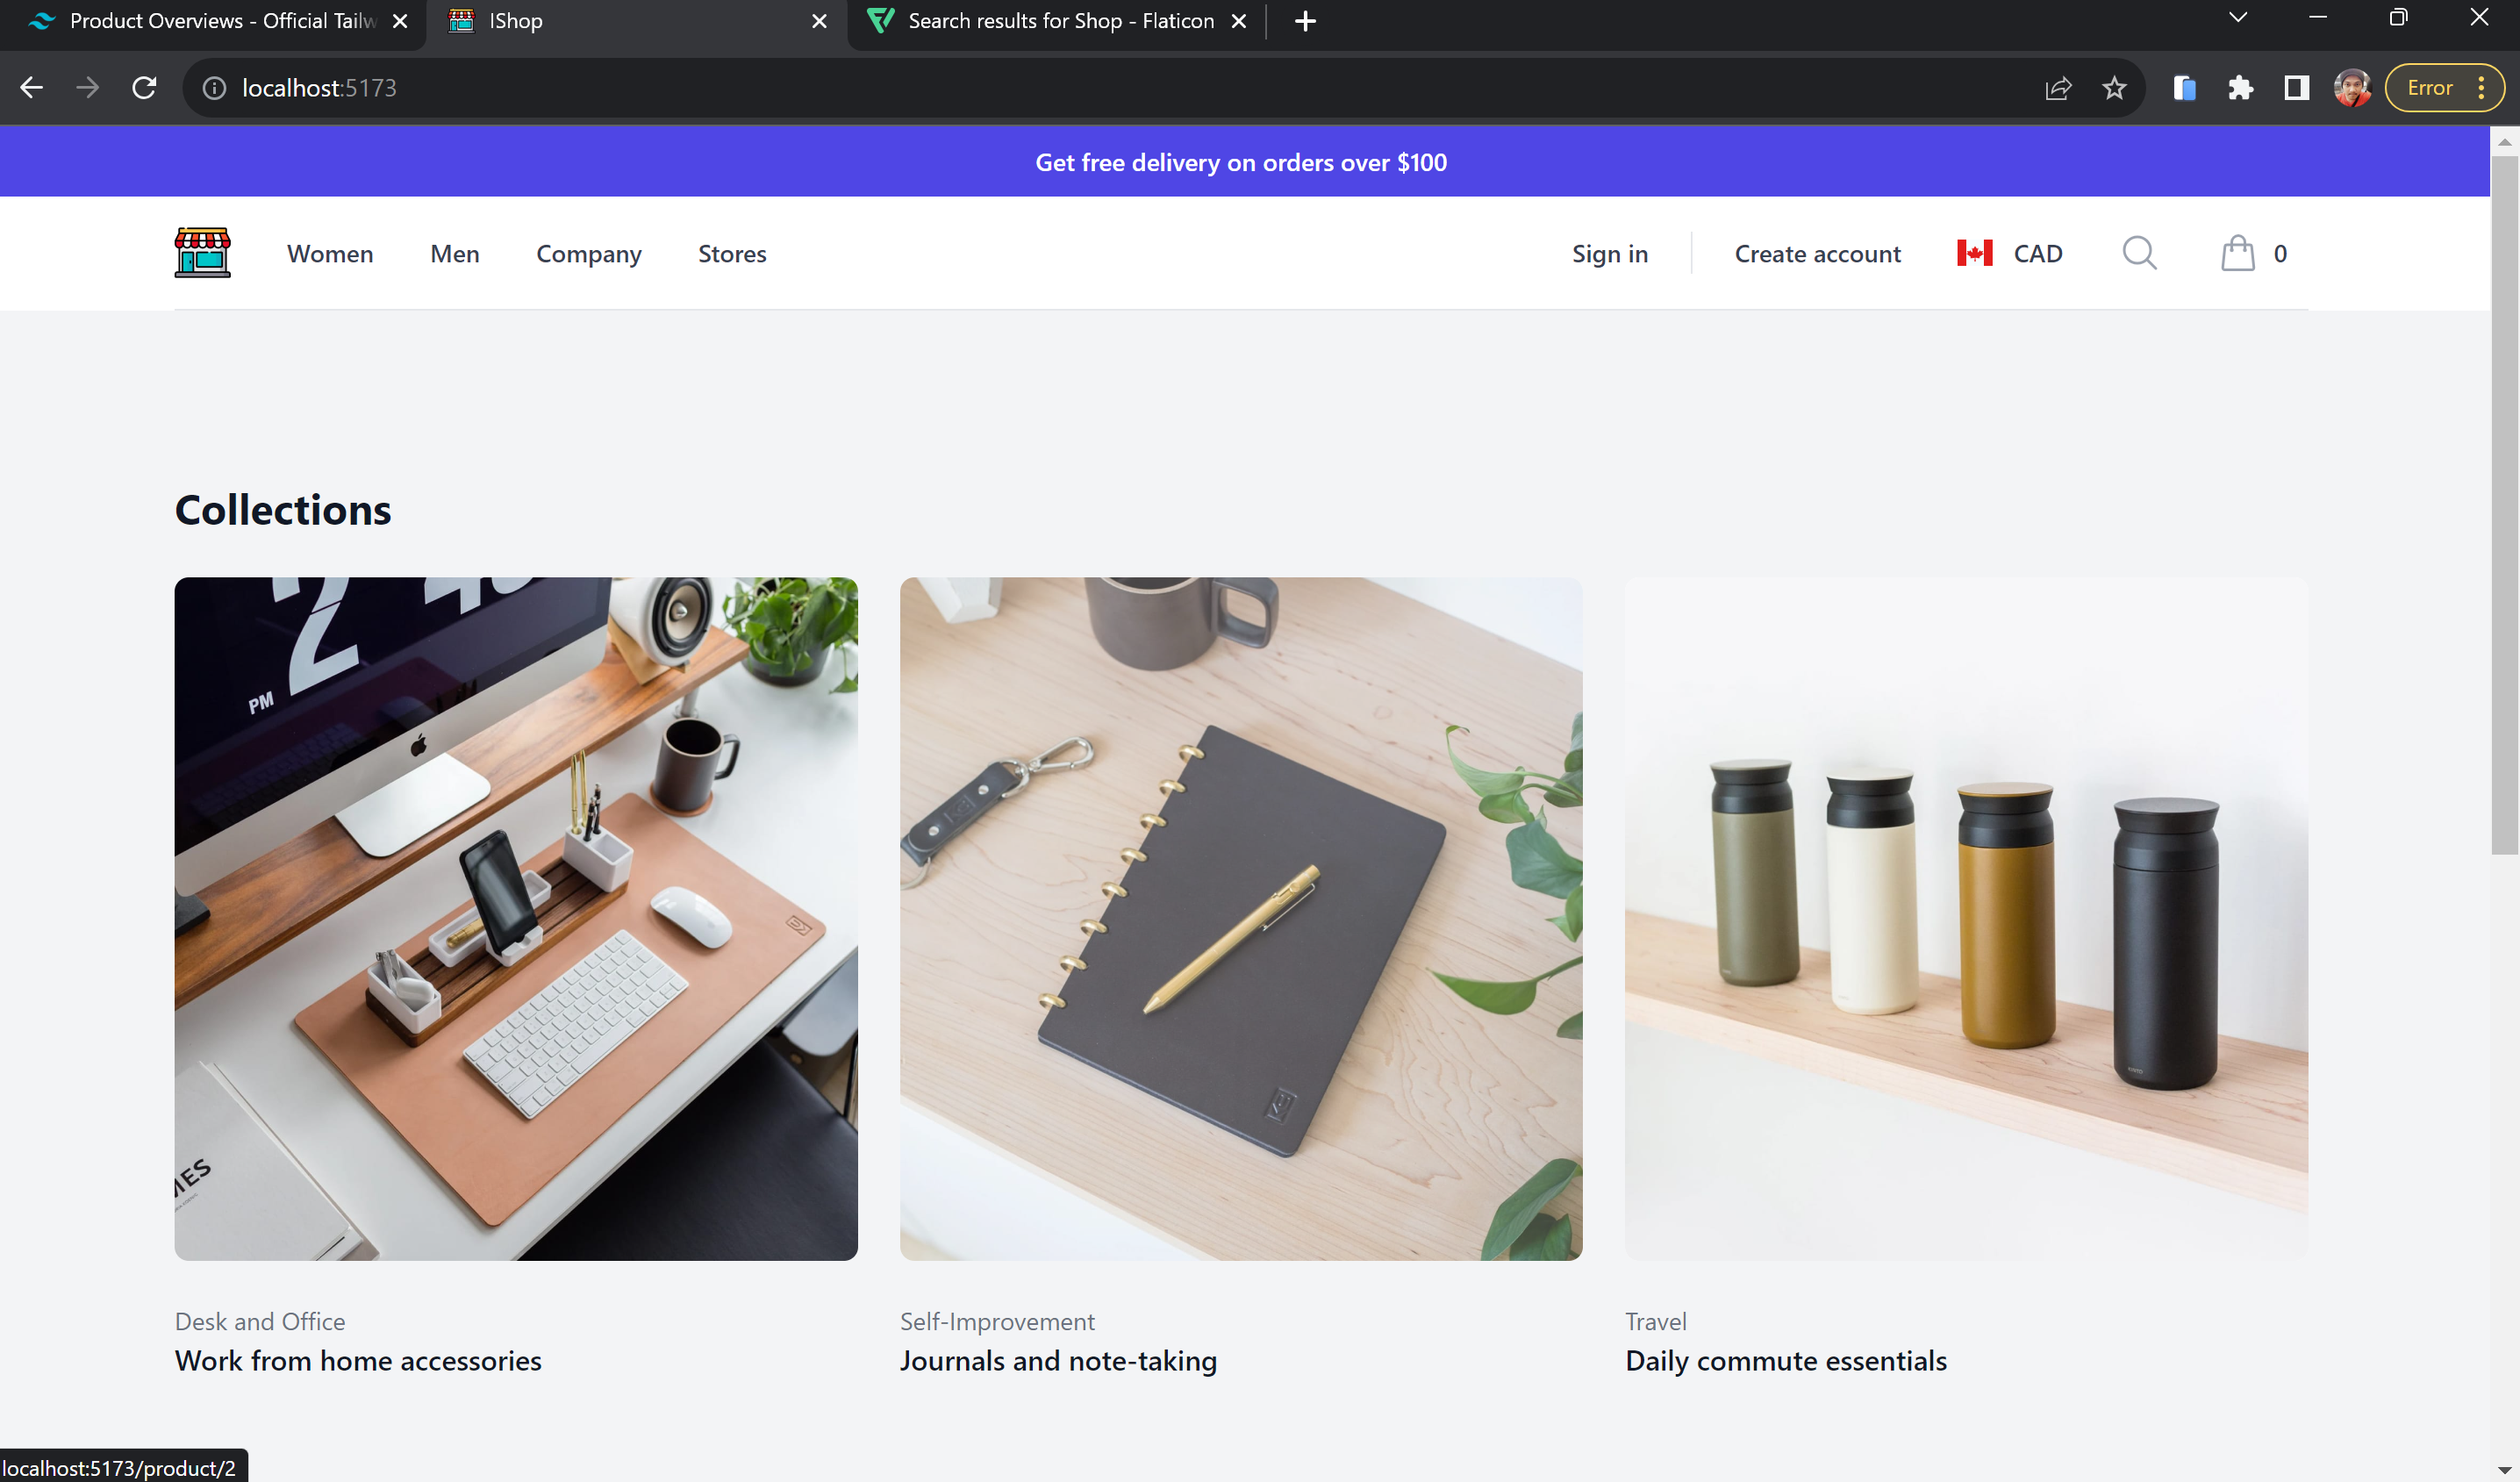 Product Overviews - Official Tailw
IShop
Search results for Shop - Flaticon
localhost:5173
Error
Get free delivery on orders over $100
Women
Men
Company
Stores
Sign in
Create account
CAD
0
Collections
2
PM
MES
Desk and Office
Work from home accessories
Self-Improvement
Journals and note-taking
Travel
Daily commute essentials
localhost:5173/product/2